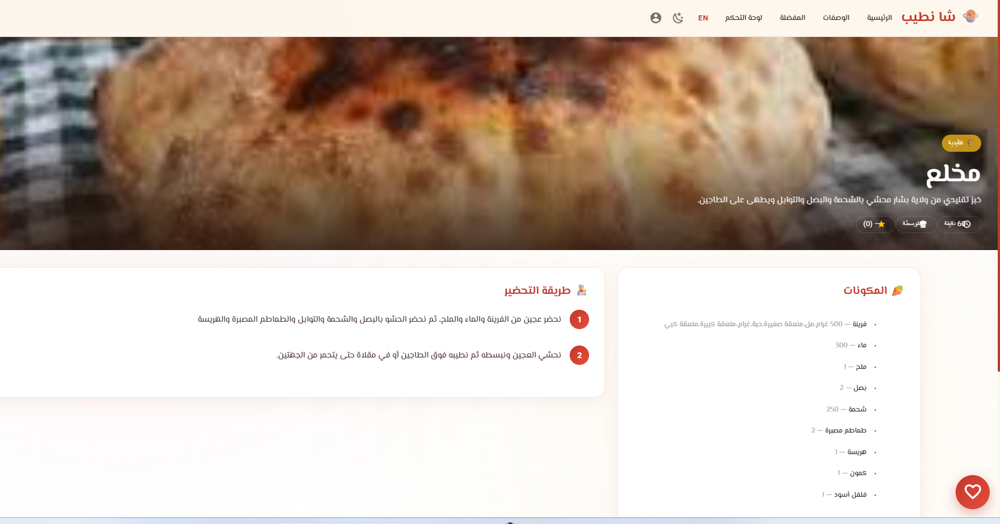 شا نطيب
الرئيسية
الوصفات
المفضلة
لوحة التحكم
EN
تقليدية
مخلع
خبز تقليدي من ولاية بشار محشي بالشحمة والبصل والتوابل ويطهى على الطاجين.
60 دقيقة
— (0)
المكونات
فرينة — 500 غرام،مل،ملعقة صغيرة،حبة،غرام،ملعقة كبيرة،ملعقة كبي
ماء — 300
ملح — 1
بصل — 2
شحمة — 250
طماطم مصبرة — 2
هريسة — 1
كمون — 1
فلفل أسود — 1
طريقة التحضير
1
نحضر عجين من الفرينة والماء والملح، ثم نحضر الحشو بالبصل والشحمة والتوابل والطماطم المصبرة والهريسة
2
نحشي العجين ونبسطه ثم نطيبه فوق الطاجين أو في مقلاة حتى يتحمر من الجهتين.